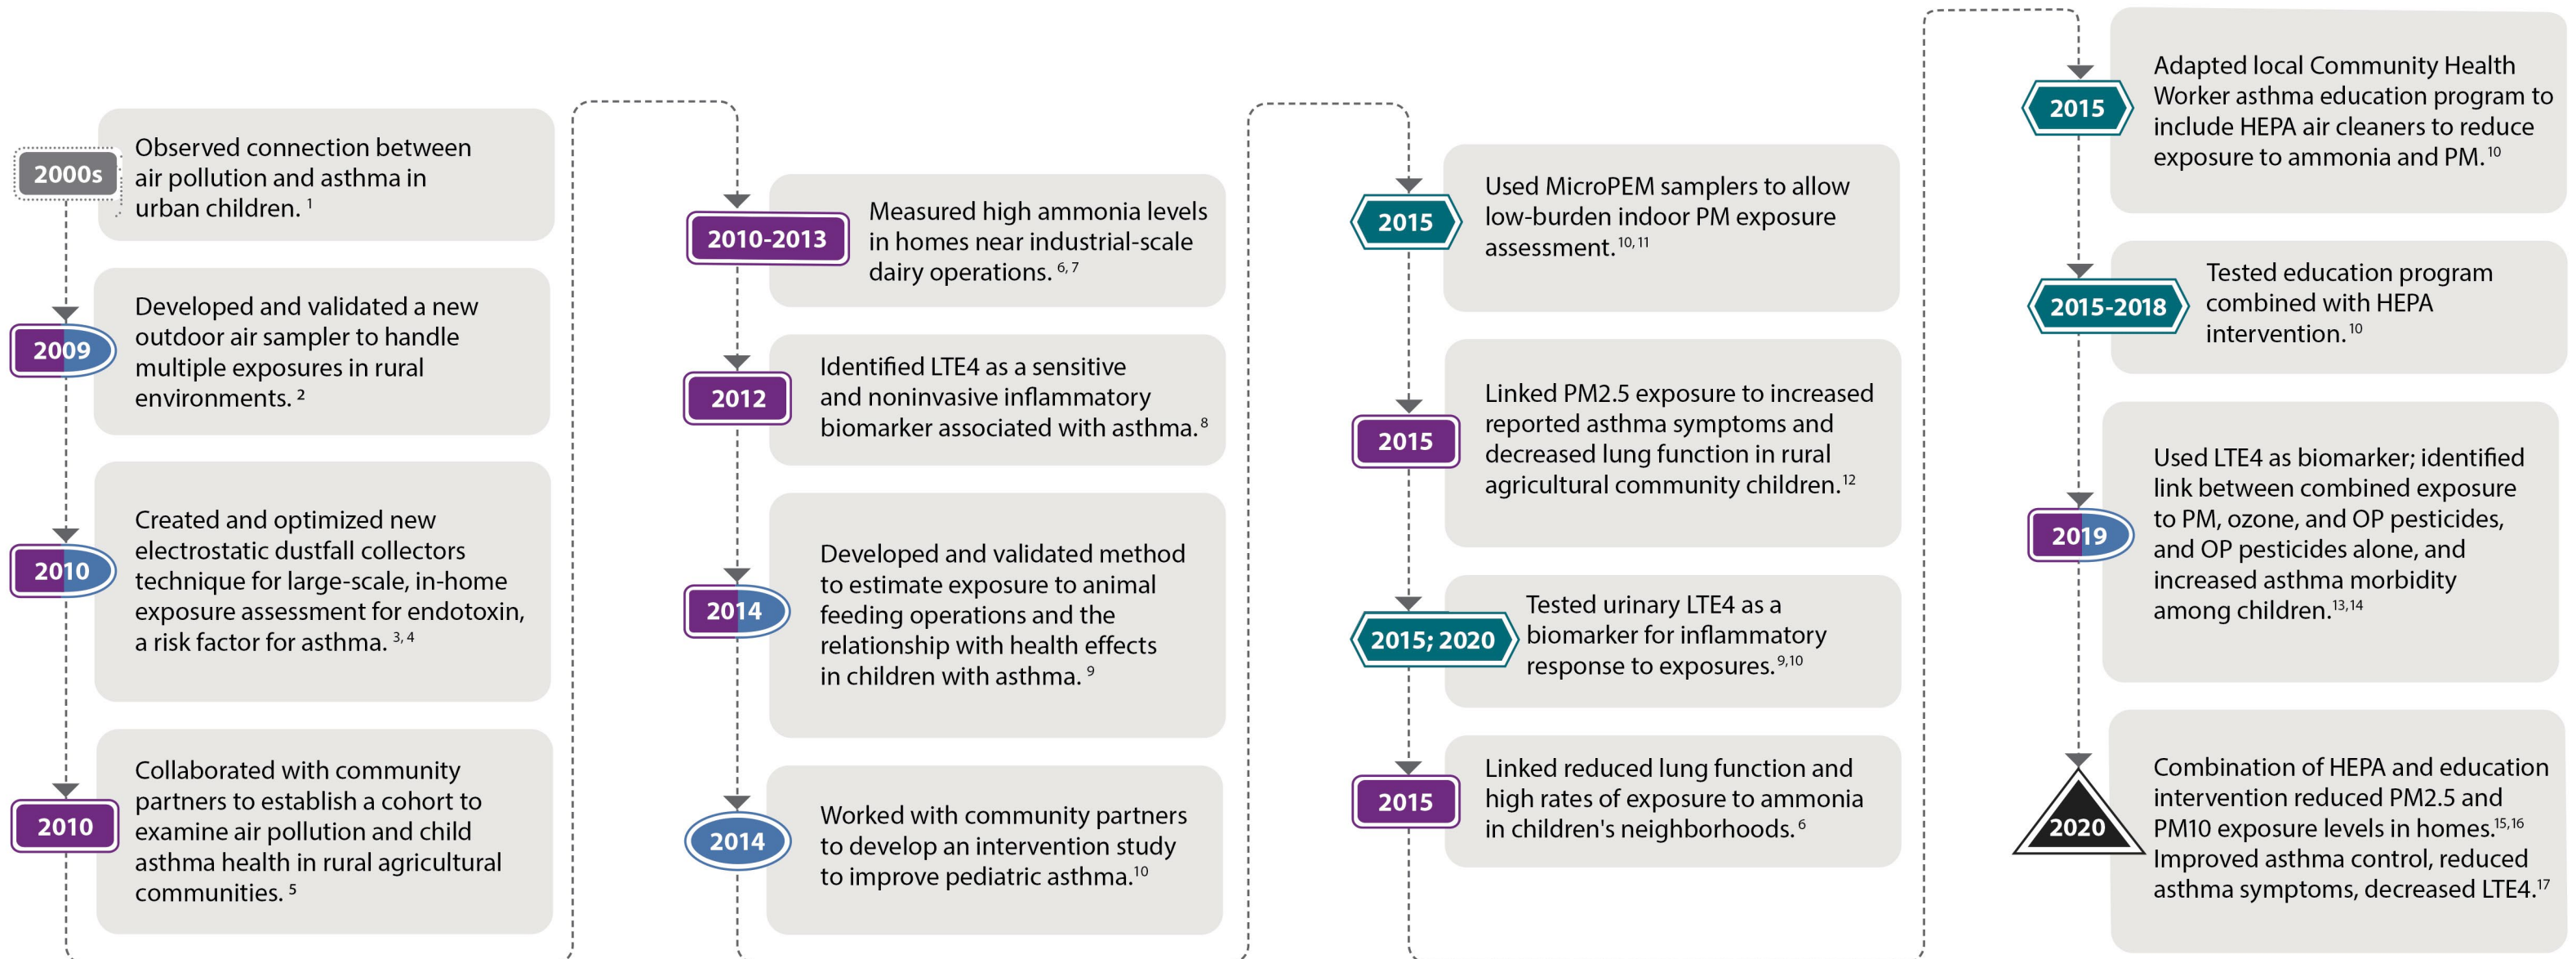 2000s
Observed connection between
air pollution and asthma in
urban children. 1
2009
Developed and validated a new
outdoor air sampler to handle
multiple exposures in rural
environments. 2
2010
Created and optimized new
electrostatic dustfall collectors
technique for large-scale, in-home
exposure assessment for endotoxin,
a risk factor for asthma. 3, 4
2010
Collaborated with community
partners to establish a cohort to
examine air pollution and child
asthma health in rural agricultural
communities. 5
2010-2013
Measured high ammonia levels
in homes near industrial-scale
dairy operations. 6, 7
2012
Identified LTE4 as a sensitive
and noninvasive inflammatory
biomarker associated with asthma. 8
2014
Developed and validated method
to estimate exposure to animal
feeding operations and the
relationship with health effects
in children with asthma. 9
2014
Worked with community partners
to develop an intervention study
to improve pediatric asthma. 10
2015
Used MicroPEM samplers to allow
low-burden indoor PM exposure
assessment. 10, 11
2015
Linked PM2.5 exposure to increased
reported asthma symptoms and
decreased lung function in rural
agricultural community children. 12
2015; 2020
Tested urinary LTE4 as a
biomarker for inflammatory
response to exposures. 9,10
2015
Linked reduced lung function and
high rates of exposure to ammonia
in children's neighborhoods. 6
2015
Adapted local Community Health
Worker asthma education program to
include HEPA air cleaners to reduce
exposure to ammonia and PM. 10
2015-2018
Tested education program
combined with HEPA
intervention. 10
2019
Used LTE4 as biomarker; identified
link between combined exposure
to PM, ozone, and OP pesticides,
and OP pesticides alone, and
increased asthma morbidity
among children. 13,14
2020
Combination of HEPA and education
intervention reduced PM2.5 and
PM10 exposure levels in homes. 15,16
Improved asthma control, reduced
asthma symptoms, decreased LTE4. 17